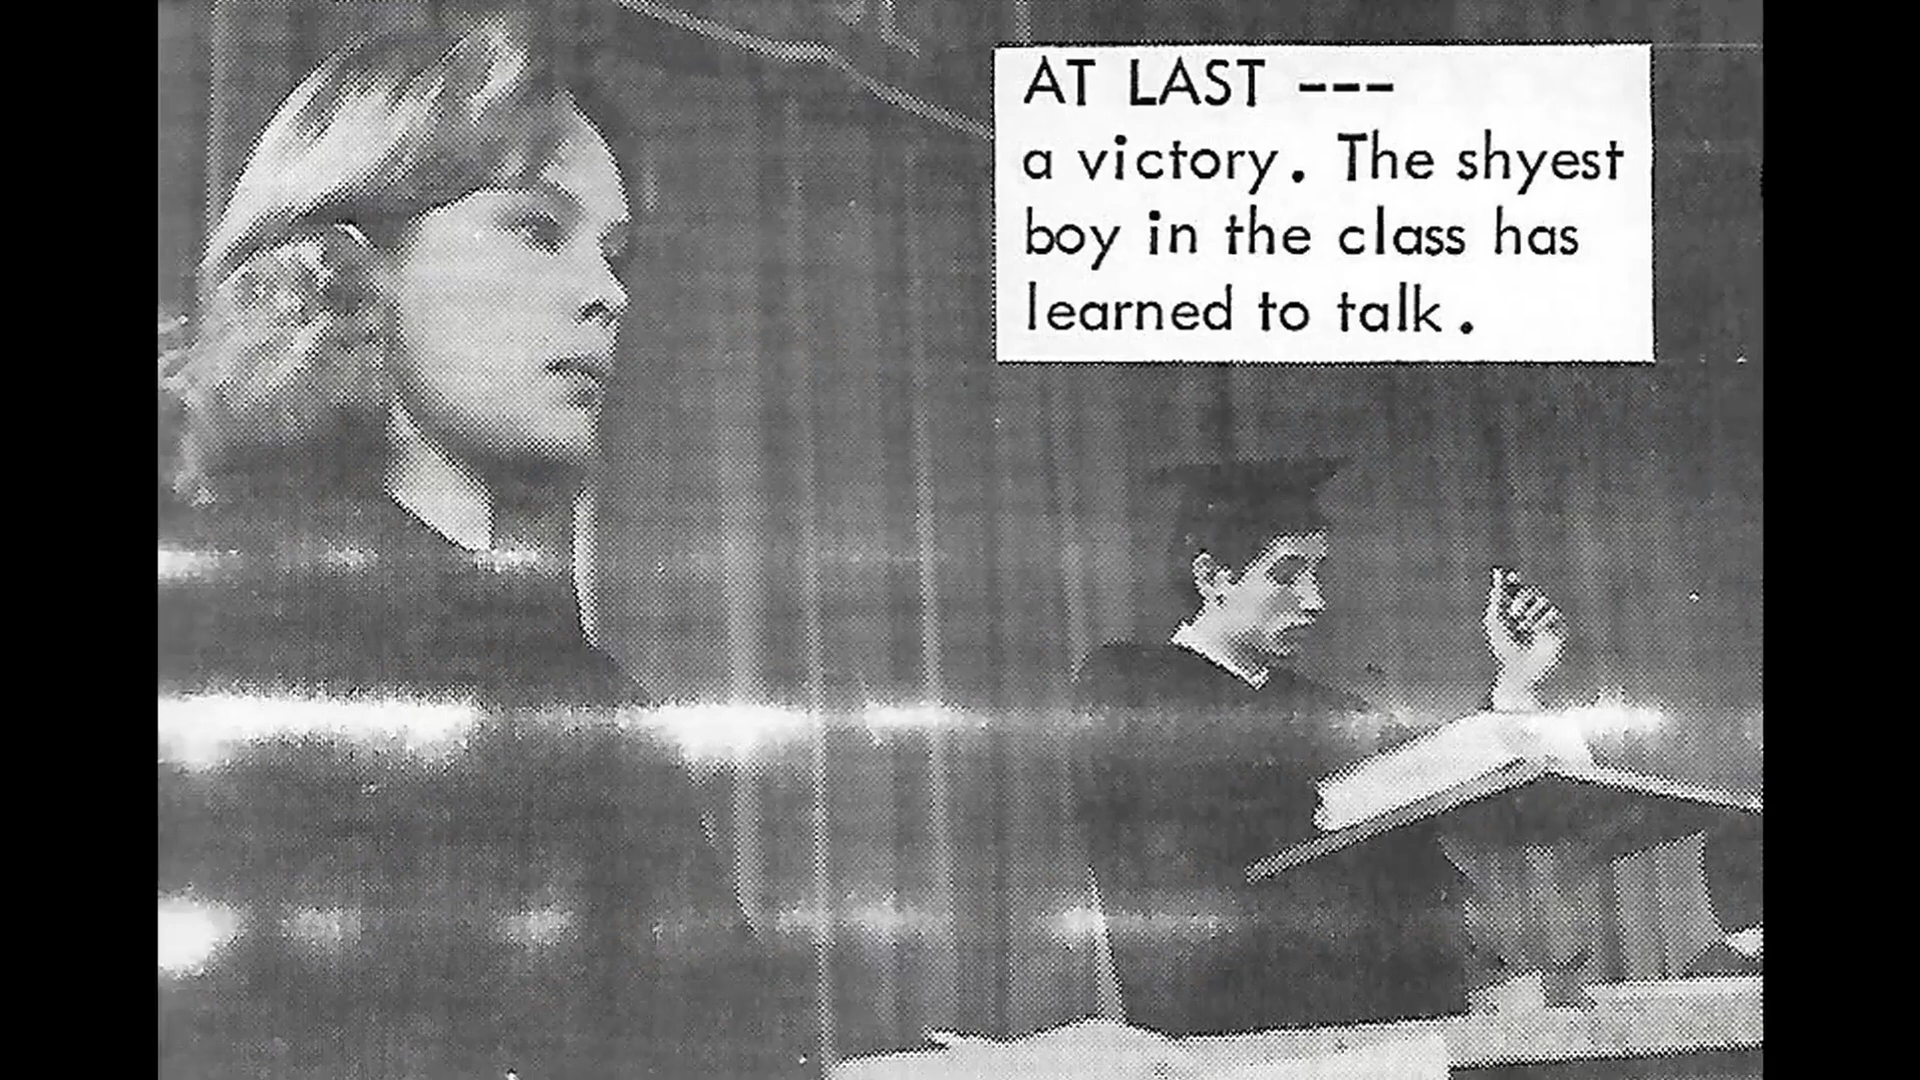 AT LAST ---
a victory. The shyest
boy in the class has
learned to talk.